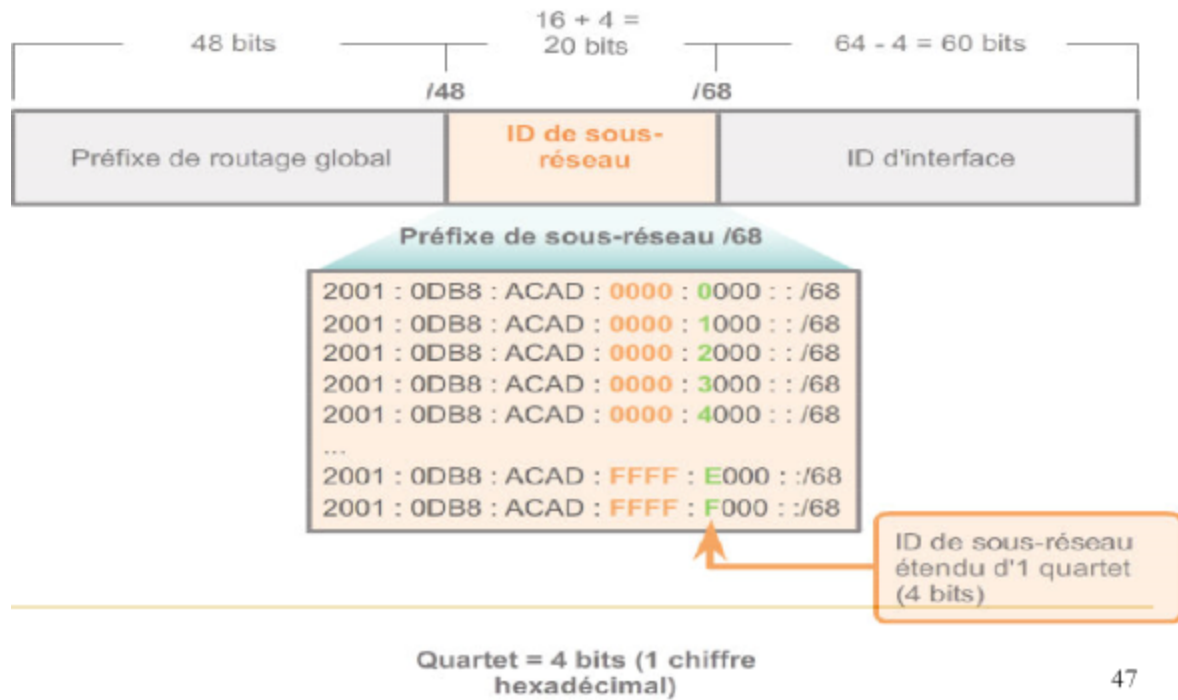 16 + 4 =
48 bits 20 bits 64 - 4 = 60 bits
/48 /68
Préfixe de routage global
ID de sous-
réseau
ID d'interface
Préfixe de sous-réseau /68
2001 : 0DB8 : ACAD : 0000 : 0000 : : /68
2001 : 0DB8 : ACAD : 0000 : 1000 : : /68
2001 : 0DB8 : ACAD : 0000 : 2000 : : /68
2001 : 0DB8 : ACAD : 0000 : 3000 : : /68
2001 : 0DB8 : ACAD : 0000 : 4000 : : /68
...
2001 : 0DB8 : ACAD : FFFF : E000 : : /68
2001 : 0DB8 : ACAD : FFFF : F000 : : /68
ID de sous-réseau
étendu d'1 quartet
(4 bits)
Quartet = 4 bits (1 chiffre
hexadécimal)
47